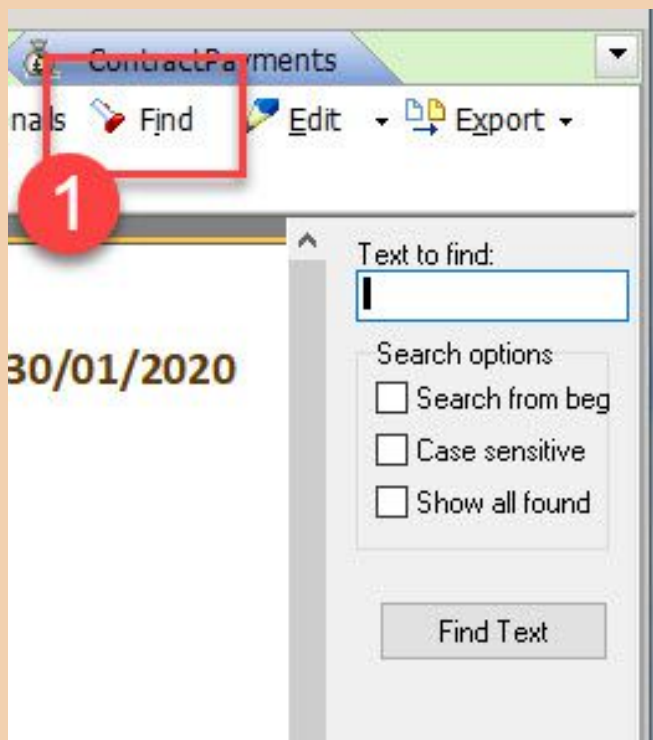 ContractPayments
nails Find Edit Export
1
Text to find:
30/01/2020
Search options
Search from beg
Case sensitive
Show all found
Find Text